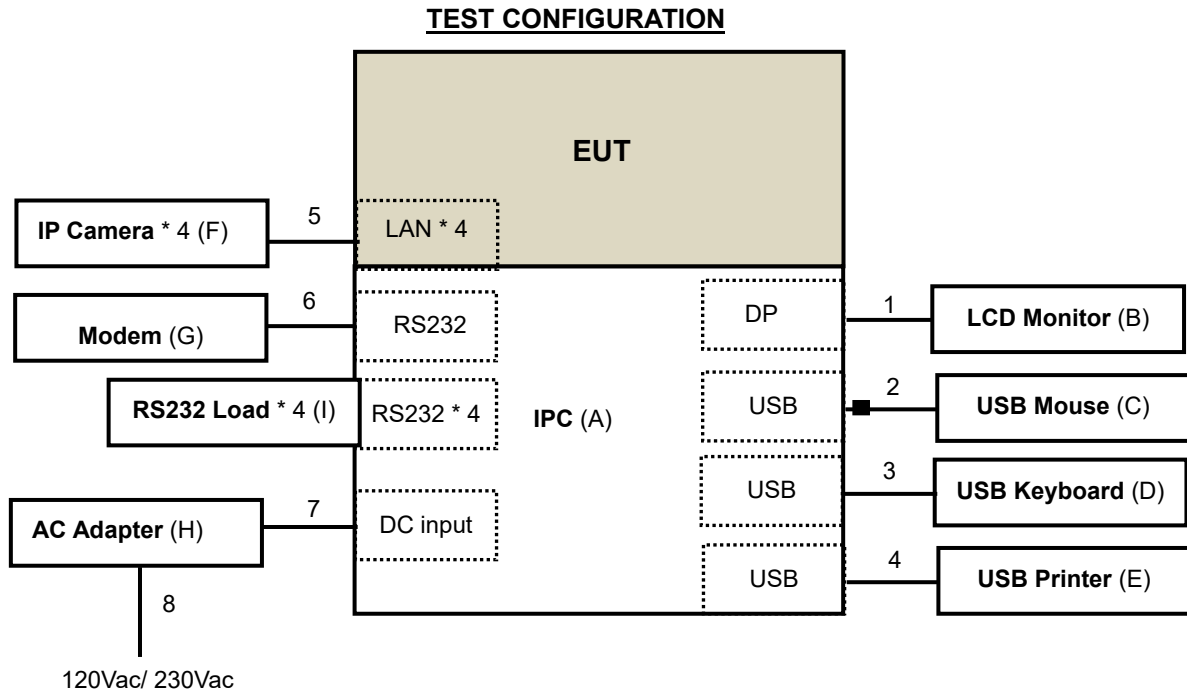 TEST CONFIGURATION
EUT
IP Camera * 4 (F)
5
LAN * 4
6
Modem (G)
RS232
DP
1
LCD Monitor (B)
RS232 Load * 4 (I)
RS232 * 4
IPC (A)
USB
2
USB Mouse (C)
USB
3
USB Keyboard (D)
AC Adapter (H)
7
DC input
USB
4
USB Printer (E)
8
120Vac/ 230Vac